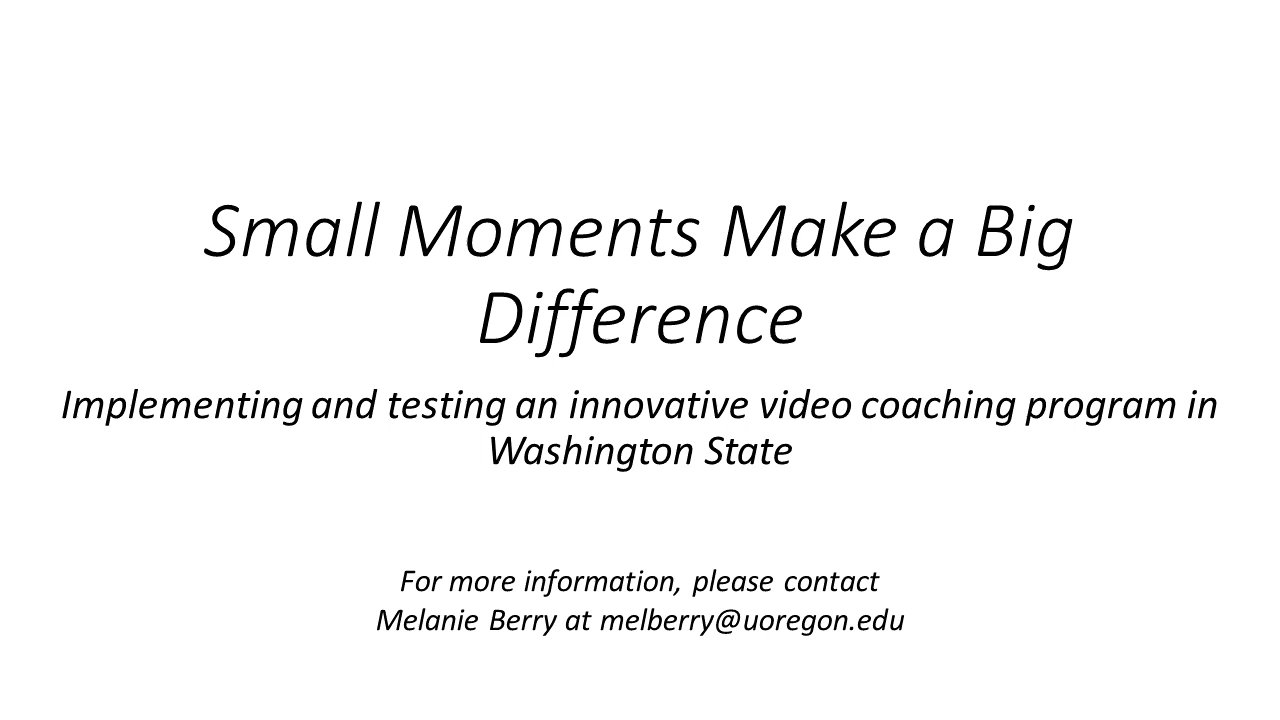 Small Moments Make a Big
Difference
Implementing and testing an innovative video coaching program in
Washington State
For more information, please contact
Melanie Berry at melberry@uoregon.edu